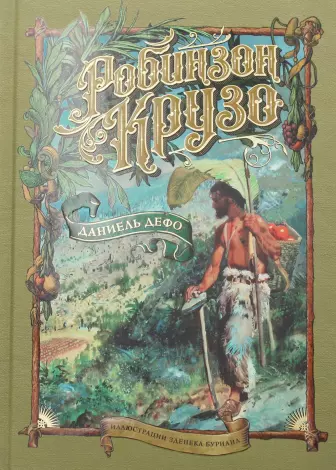 Робинзон
Крузо
ДАНИЕЛЬ ДЕФО
ИЛЛЮСТРАЦИИ ЗДЕНЕКА БУРИАНА